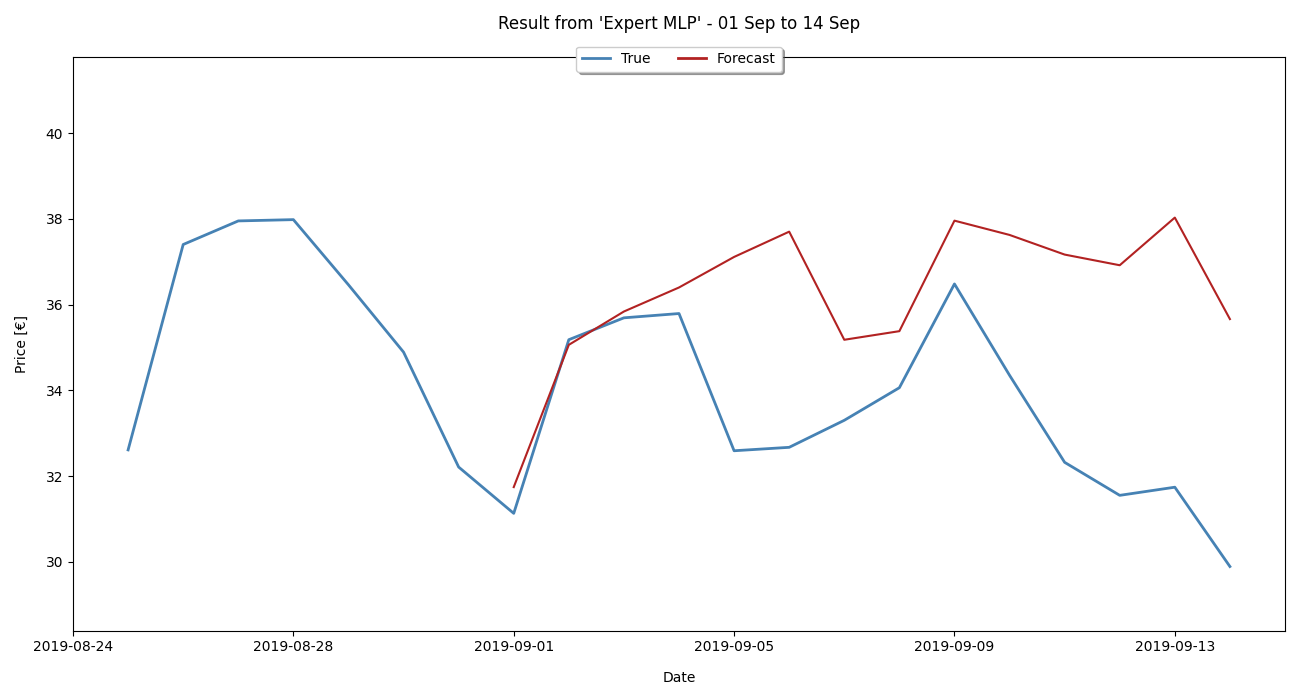 Result from 'Expert MLP' - 01 Sep to 14 Sep
True Forecast
40
38
36
34
32
30
Price [€]
2019-08-24 2019-08-28 2019-09-01 2019-09-05 2019-09-09 2019-09-13
Date